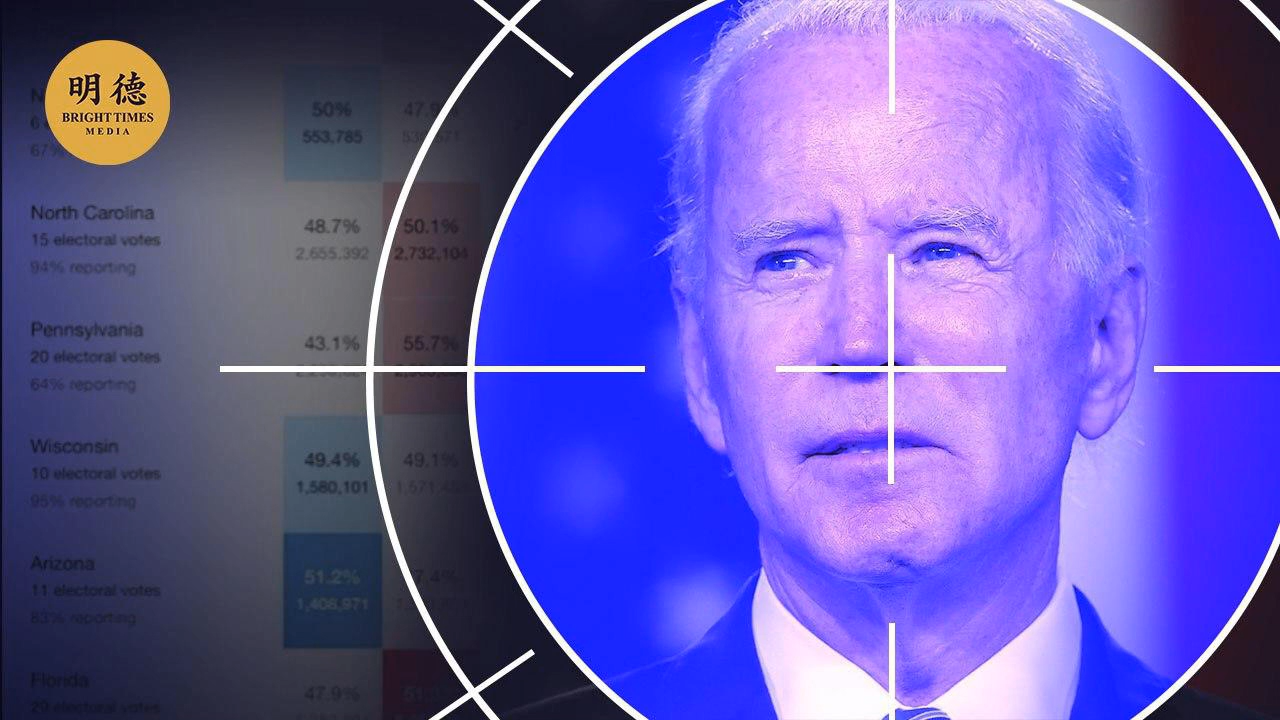 明德
BRIGHT TIMES
MEDIA
50%
553,785
67%
North Carolina
48.7%
50.1%
15 electoral votes
2,655,392
2,732,104
94% reporting
Pennsylvania
43.1%
55.7%
20 electoral votes
64% reporting
Wisconsin
49.4%
49.1%
10 electoral votes
1,580,101
95% reporting
Arizona
51.2%
11 electoral votes
1,408,971
83% reporting
Florida
47.9%
29 electoral votes